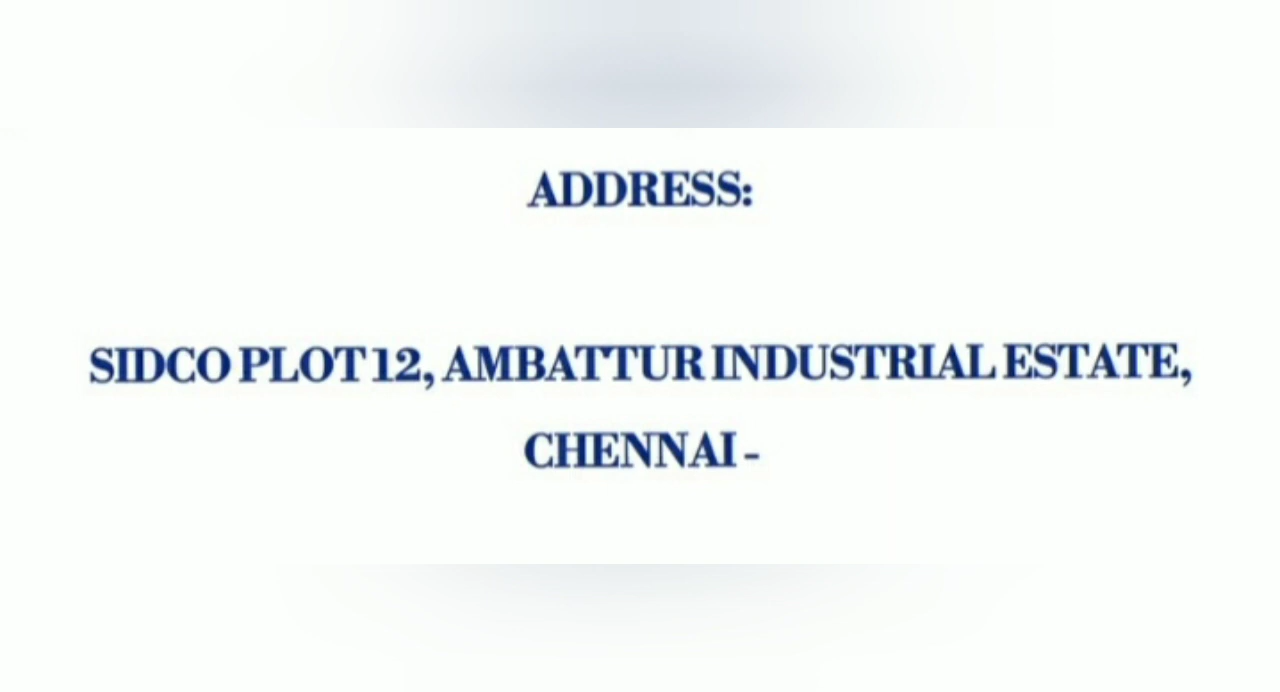 ADDRESS:
SIDCO PLOT 12, AMBATTUR INDUSTRIAL ESTATE,
CHENNAI -